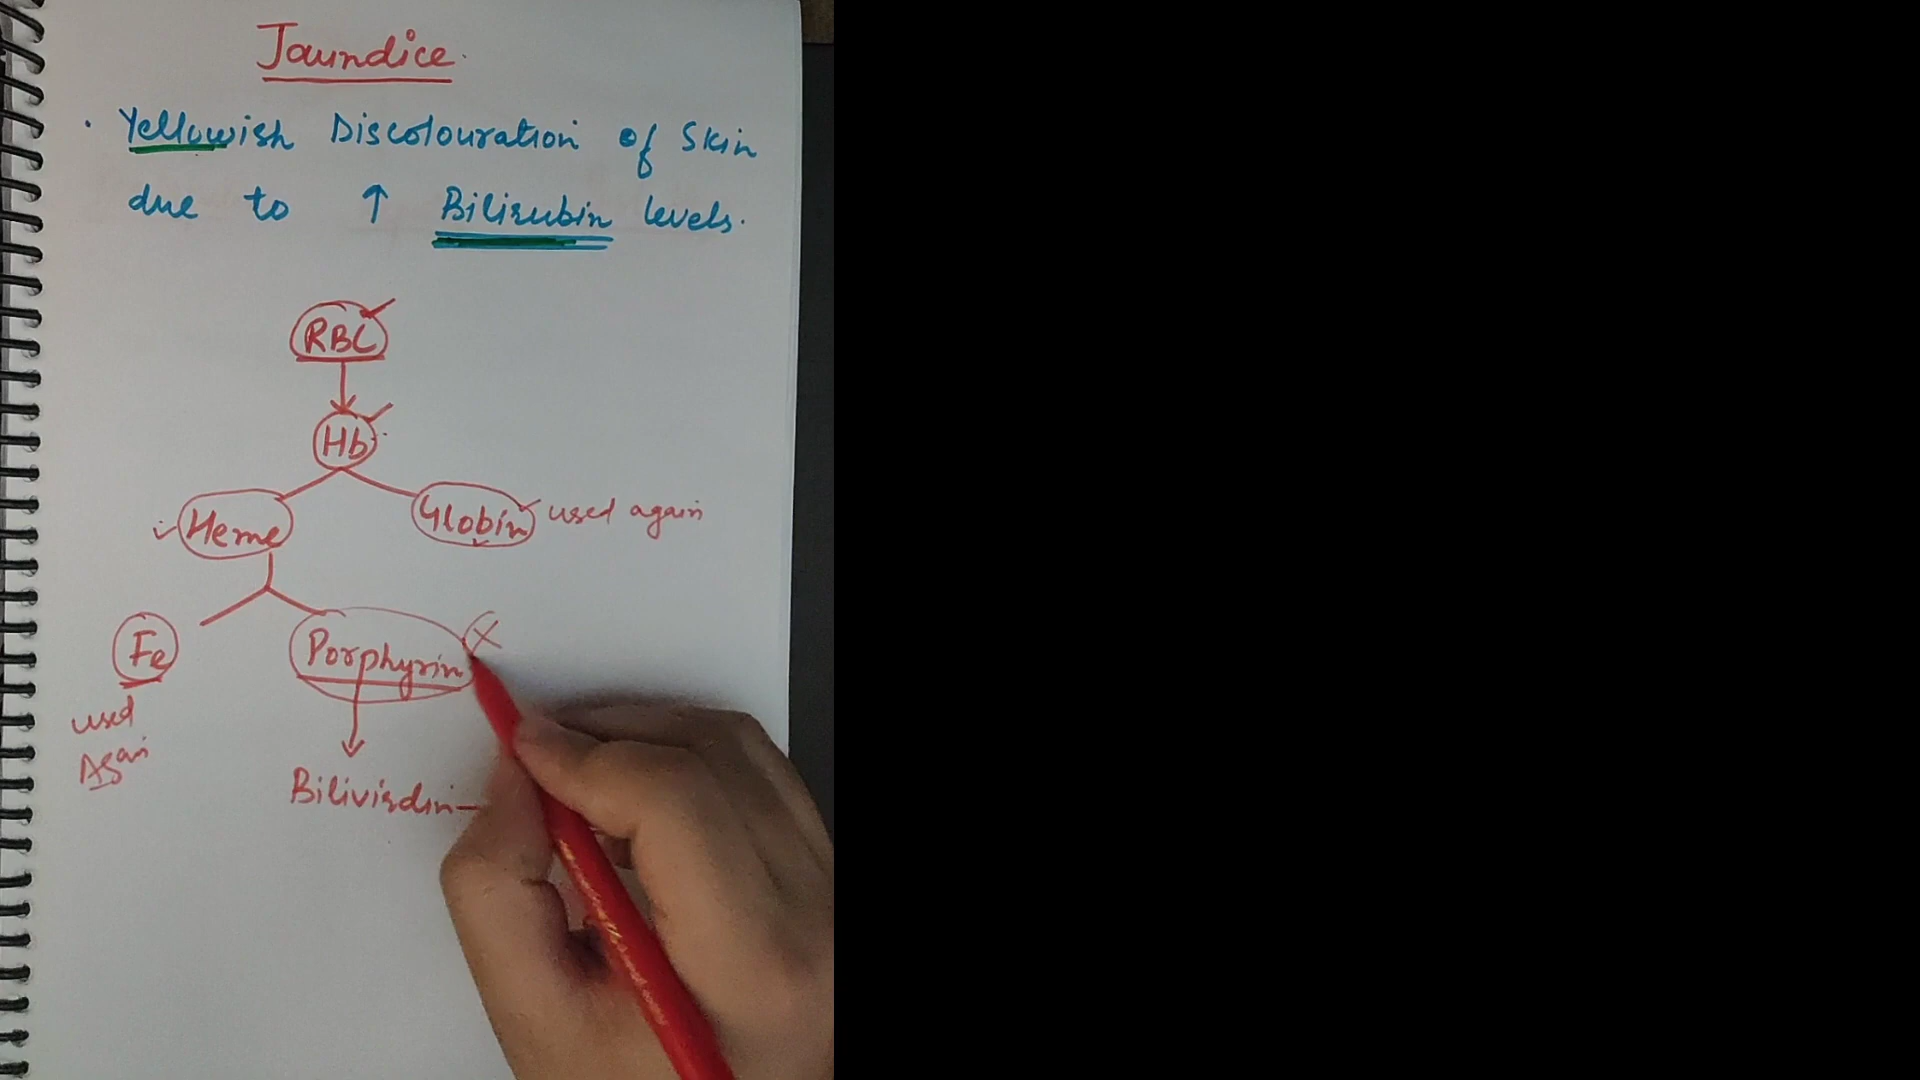 Jaundice.
· Yellowish Discolouration of Skin
due to ↑ Bilirubin levels.
RBC
Hb
Heme
Globin used again
Fe
Porphyrin X
used
Again
Bilivirdin-